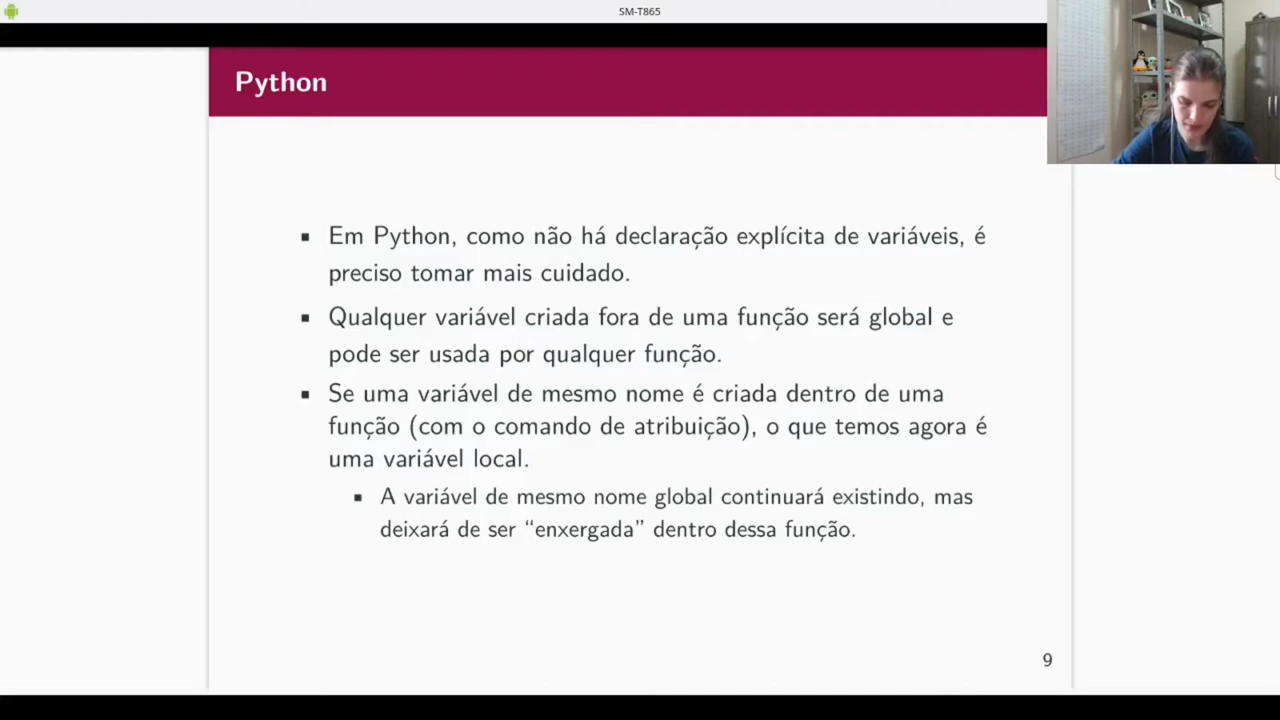 SM-T865
Python
▪ Em Python, como não há declaração explícita de variáveis, é
preciso tomar mais cuidado.
▪ Qualquer variável criada fora de uma função será global e
pode ser usada por qualquer função.
▪ Se uma variável de mesmo nome é criada dentro de uma
função (com o comando de atribuição), o que temos agora é
uma variável local.
▪ A variável de mesmo nome global continuará existindo, mas
deixará de ser “enxergada” dentro dessa função.
9